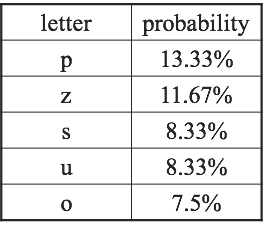 letter probability
p 13.33%
z 11.67%
s 8.33%
u 8.33%
o 7.5%